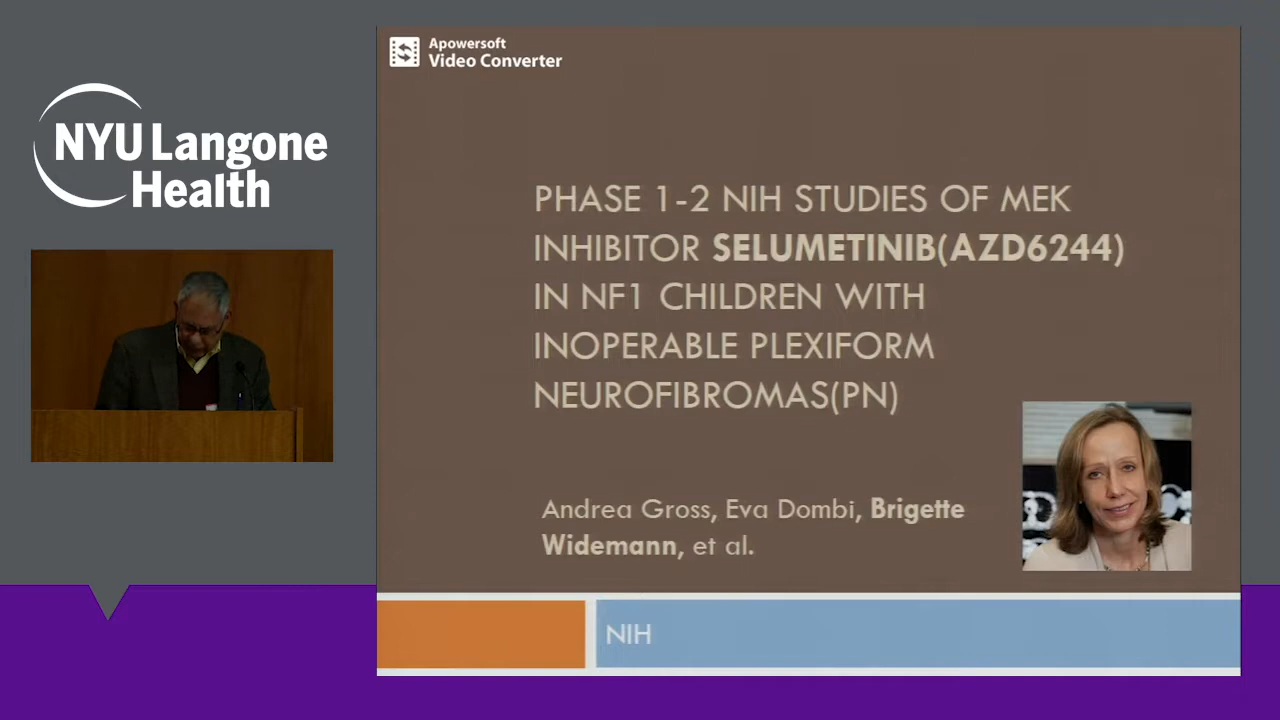 NYU Langone
Health
Apowersoft
Video Converter
PHASE 1-2 NIH STUDIES OF MEK
INHIBITOR SELUMETINIB(AZD6244)
IN NF1 CHILDREN WITH
INOPERABLE PLEXIFORM
NEUROFIBROMAS(PN)
Andrea Gross, Eva Dombi, Brigette
Widemann, et al.
NIH